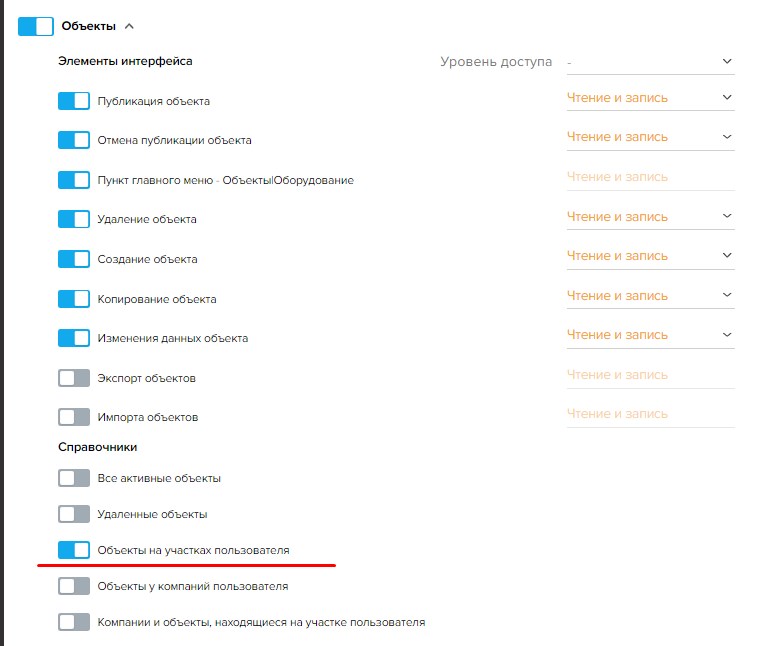 Объекты
Элементы интерфейса Уровень доступа -
Публикация объекта Чтение и запись
Отмена публикации объекта Чтение и запись
Пункт главного меню - Объекты|Оборудование Чтение и запись
Удаление объекта Чтение и запись
Создание объекта Чтение и запись
Копирование объекта Чтение и запись
Изменения данных объекта Чтение и запись
Экспорт объектов Чтение и запись
Импорта объектов Чтение и запись
Справочники
Все активные объекты
Удаленные объекты
Объекты на участках пользователя
Объекты у компаний пользователя
Компании и объекты, находящиеся на участке пользователя